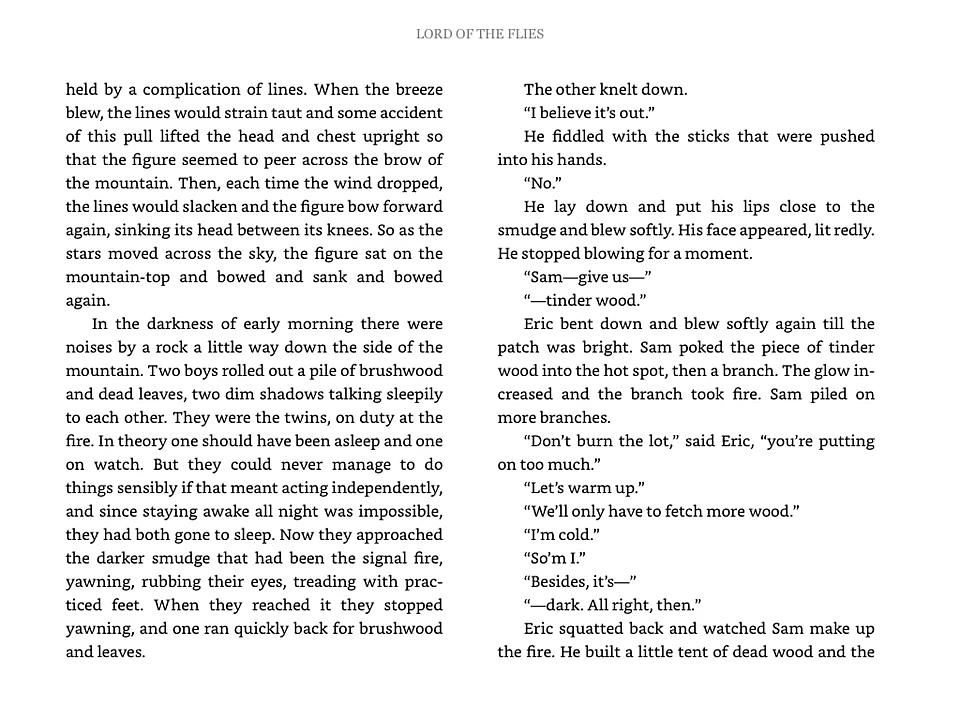 LORD OF THE FLIES
held by a complication of lines. When the breeze
blew, the lines would strain taut and some accident
of this pull lifted the head and chest upright so
that the figure seemed to peer across the brow of
the mountain. Then, each time the wind dropped,
the lines would slacken and the figure bow forward
again, sinking its head between its knees. So as the
stars moved across the sky, the figure sat on the
mountain-top and bowed and sank and bowed
again.
In the darkness of early morning there were
noises by a rock a little way down the side of the
mountain. Two boys rolled out a pile of brushwood
and dead leaves, two dim shadows talking sleepily
to each other. They were the twins, on duty at the
fire. In theory one should have been asleep and one
on watch. But they could never manage to do
things sensibly if that meant acting independently,
and since staying awake all night was impossible,
they had both gone to sleep. Now they approached
the darker smudge that had been the signal fire,
yawning, rubbing their eyes, treading with prac-
ticed feet. When they reached it they stopped
yawning, and one ran quickly back for brushwood
and leaves.
The other knelt down.
“I believe it’s out.”
He fiddled with the sticks that were pushed
into his hands.
“No.”
He lay down and put his lips close to the
smudge and blew softly. His face appeared, lit redly.
He stopped blowing for a moment.
“Sam—give us—”
“—tinder wood.”
Eric bent down and blew softly again till the
patch was bright. Sam poked the piece of tinder
wood into the hot spot, then a branch. The glow in-
creased and the branch took fire. Sam piled on
more branches.
“Don’t burn the lot,” said Eric, “you’re putting
on too much.”
“Let’s warm up.”
“We’ll only have to fetch more wood.”
“I’m cold.”
“So’m I.”
“Besides, it’s—”
“—dark. All right, then.”
Eric squatted back and watched Sam make up
the fire. He built a little tent of dead wood and the